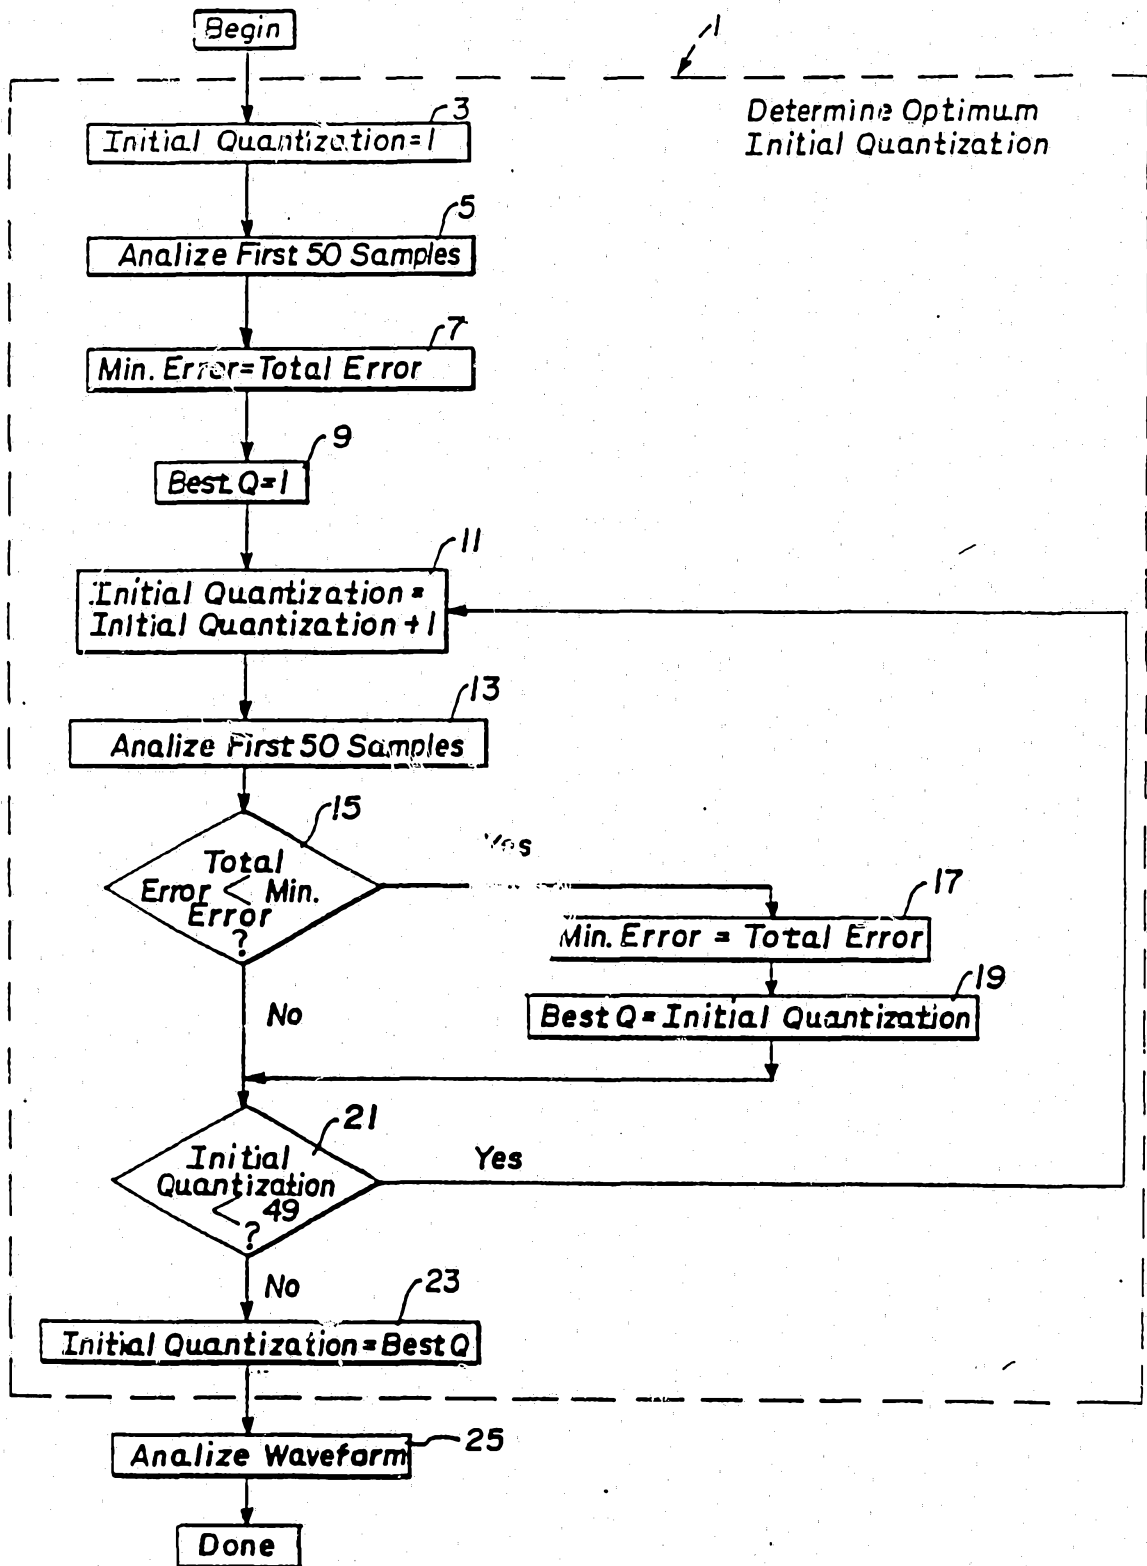 Begin
1
Determine Optimum
Initial Quantization
3
Initial Quantization=1
5
Analize First 50 Samples
7
Min. Error=Total Error
9
Best Q=1
11
Initial Quantization=
Initial Quantization+1
13
Analize First 50 Samples
15
Total
Error < Min.
Error
?
Yes
17
Min. Error = Total Error
19
Best Q = Initial Quantization
No
21
Initial
Quantization
< 49
?
Yes
No
23
Initial Quantization=Best Q
25
Analize Waveform
Done